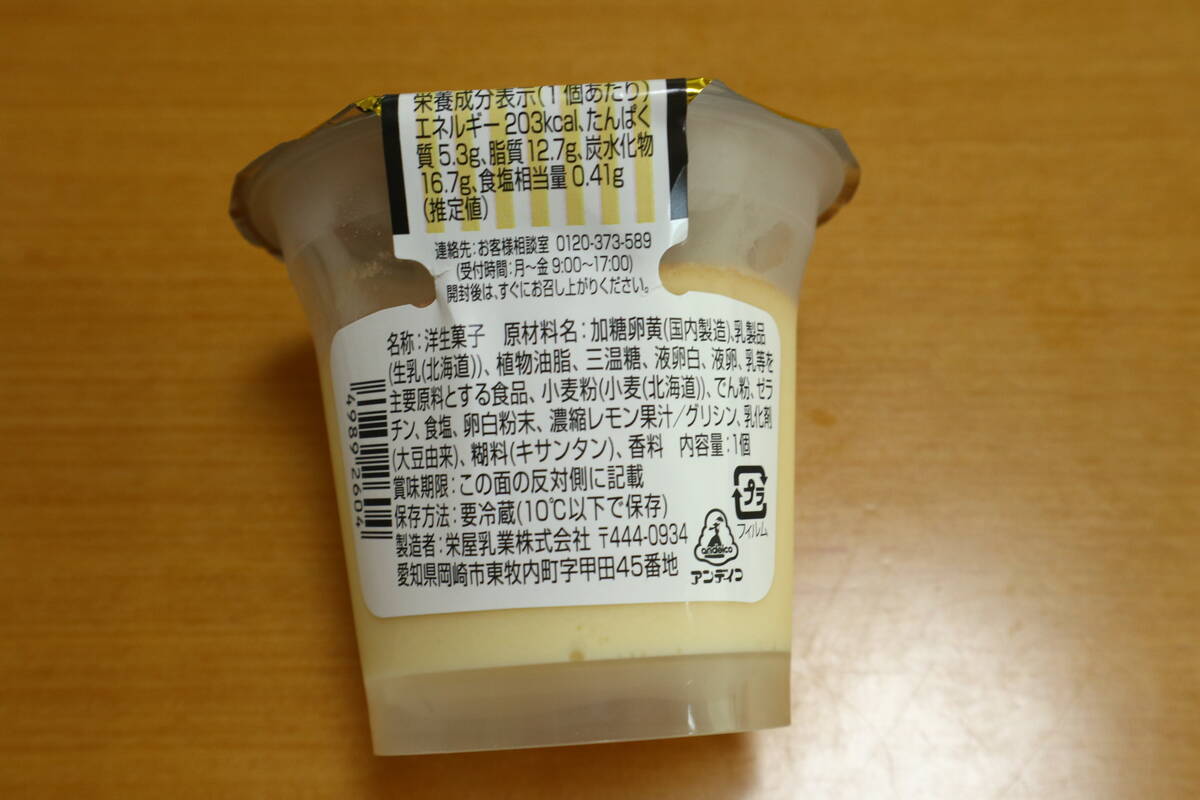 栄養成分表示(1個あたり)
エネルギー203kcal、たんぱく
質5.3g、脂質12.7g、炭水化物
16.7g、食塩相当量0.41g
(推定値)
連絡先:お客様相談室 0120-373-589
(受付時間:月〜金 9:00〜17:00)
開封後は、すぐにお召し上がりください。
名称:洋生菓子 原材料名:加糖卵黄(国内製造)、乳製品
(生乳(北海道))、植物油脂、三温糖、液卵白、液卵、乳等を
主要原料とする食品、小麦粉(小麦(北海道))、でん粉、ゼラ
チン、食塩、卵白粉末、濃縮レモン果汁/グリシン、乳化剤
(大豆由来)、糊料(キサンタン)、香料 内容量:1個
賞味期限:この面の反対側に記載
保存方法:要冷蔵(10℃以下で保存)
製造者:栄屋乳業株式会社 〒444-0934
愛知県岡崎市東牧内町字甲田45番地
プラ
フィルム
andeico
アンデイコ
4989 2604